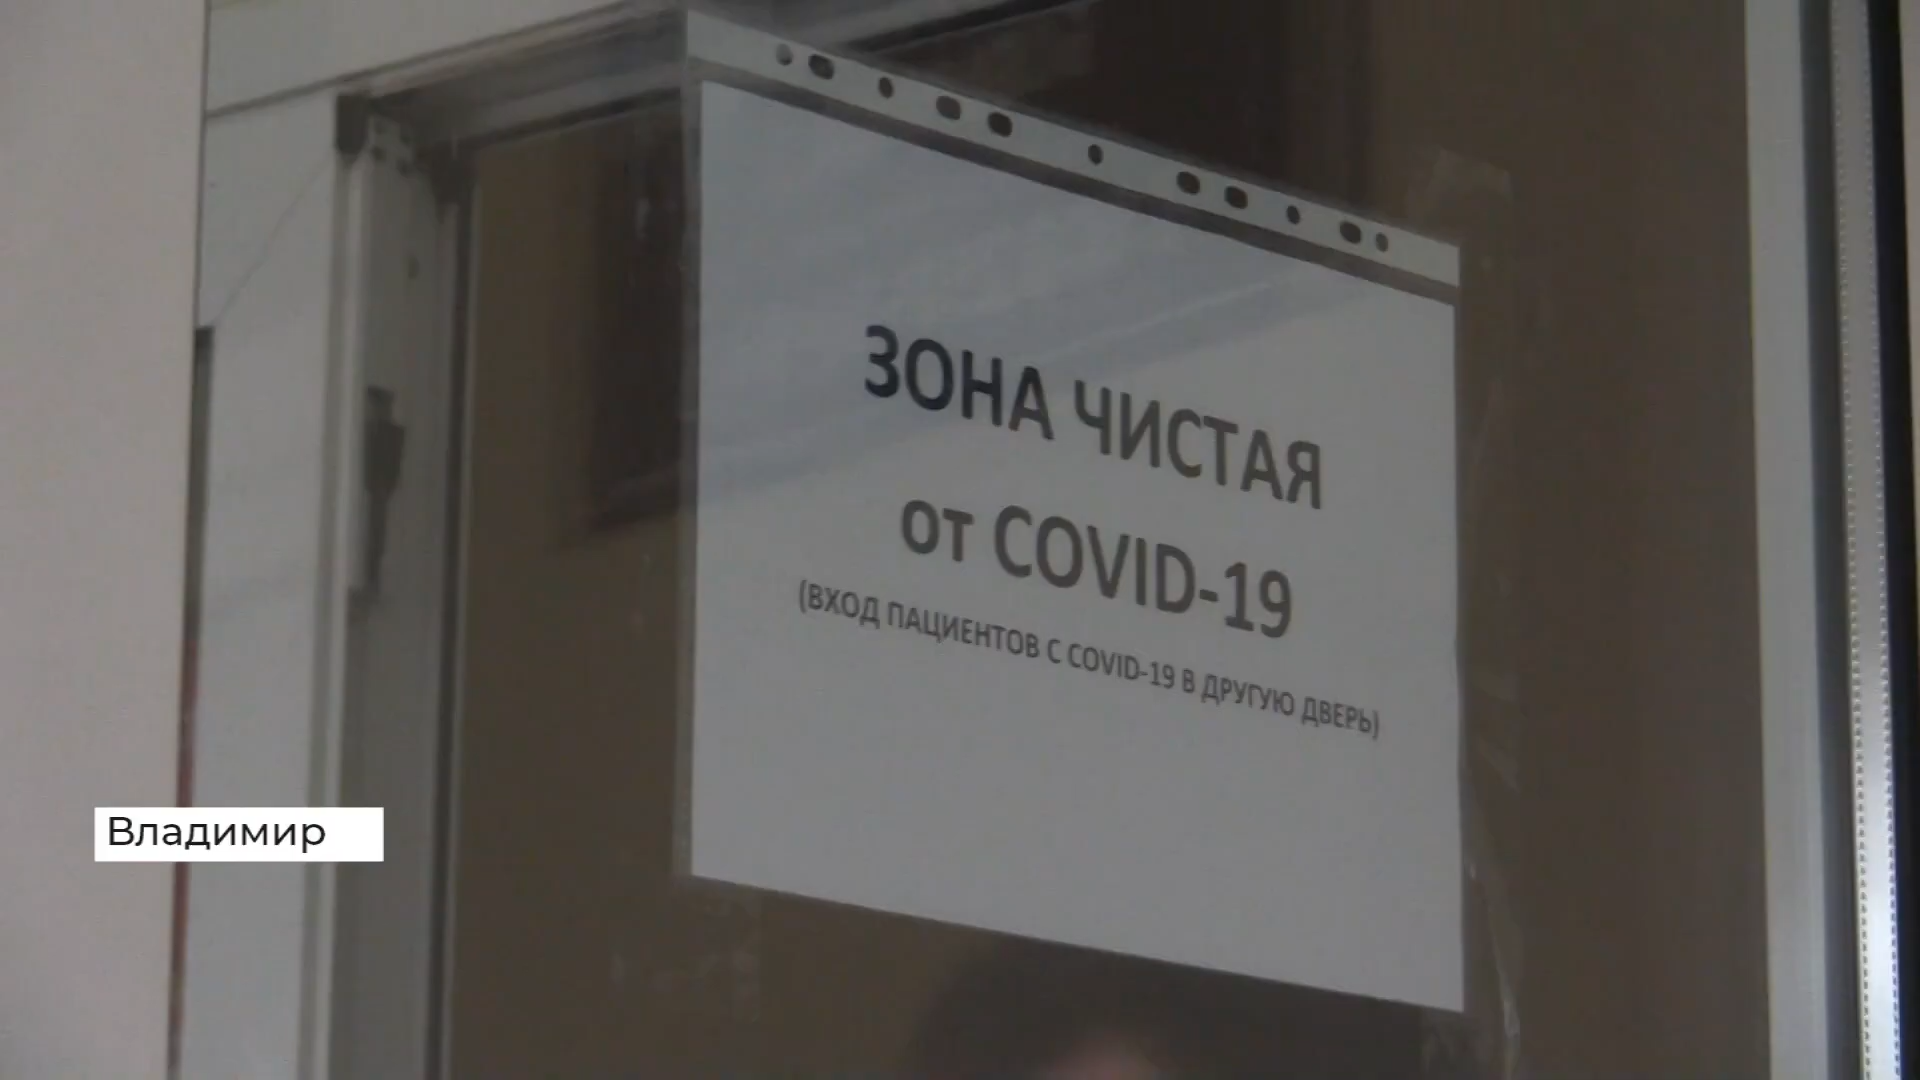 ЗОНА ЧИСТАЯ
от COVID-19
(ВХОД ПАЦИЕНТОВ С COVID-19 В ДРУГУЮ ДВЕРЬ)
Владимир